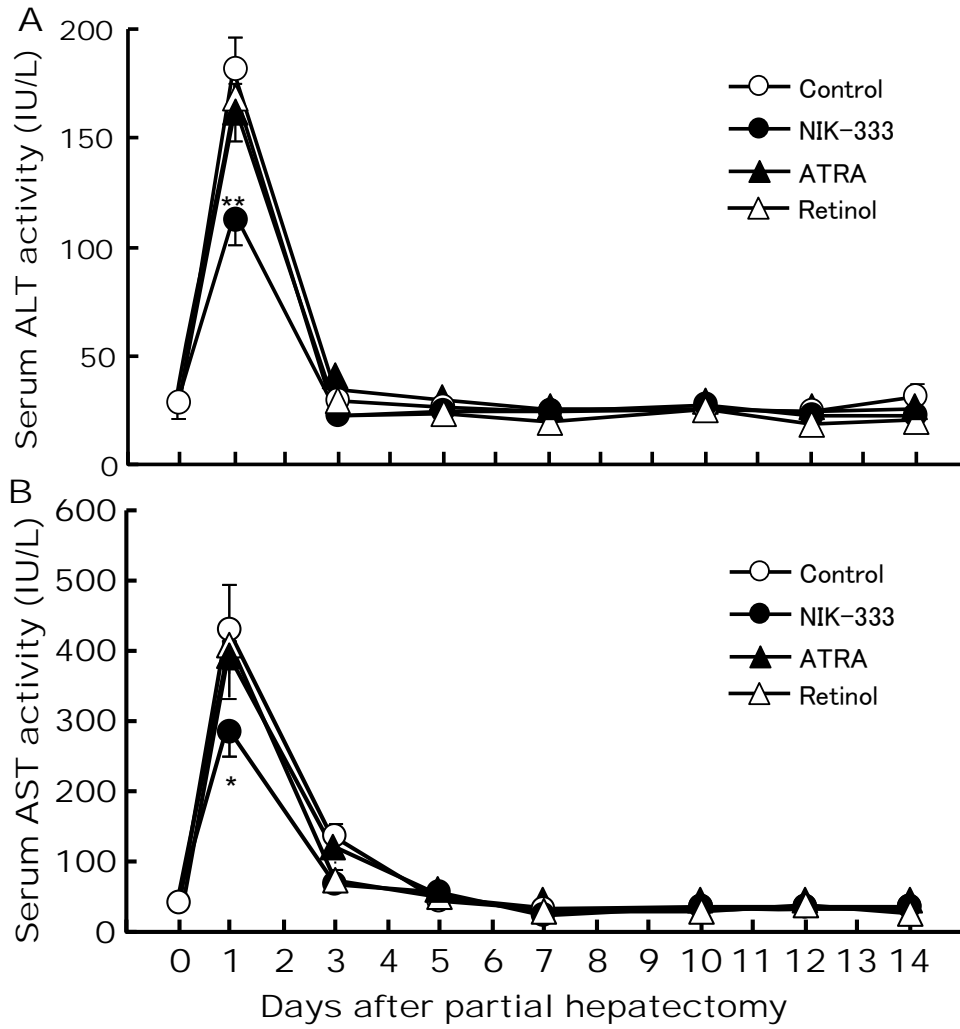 A
Serum ALT activity (IU/L)
200
150
100
50
0
**
Control
NIK-333
ATRA
Retinol
B
Serum AST activity (IU/L)
600
500
400
300
200
100
0
*
Control
NIK-333
ATRA
Retinol
0 1 2 3 4 5 6 7 8 9 10 11 12 13 14
Days after partial hepatectomy